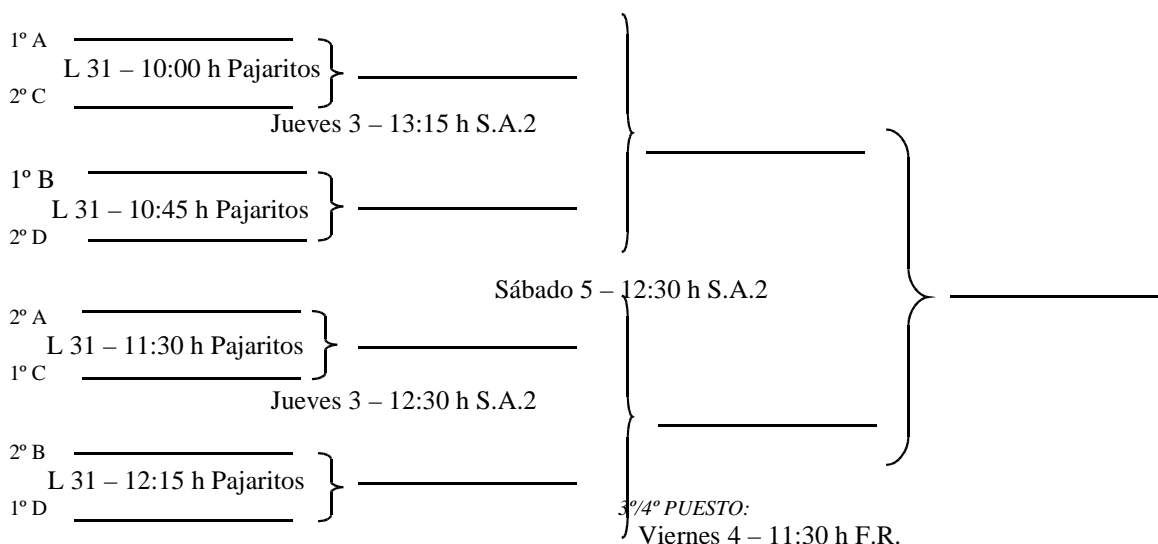 1º A
L 31 – 10:00 h Pajaritos
2º C
Jueves 3 – 13:15 h S.A.2
1º B
L 31 – 10:45 h Pajaritos
2º D
Sábado 5 – 12:30 h S.A.2
2º A
L 31 – 11:30 h Pajaritos
1º C
Jueves 3 – 12:30 h S.A.2
2º B
L 31 – 12:15 h Pajaritos
1º D
3º/4º PUESTO:
Viernes 4 – 11:30 h F.R.